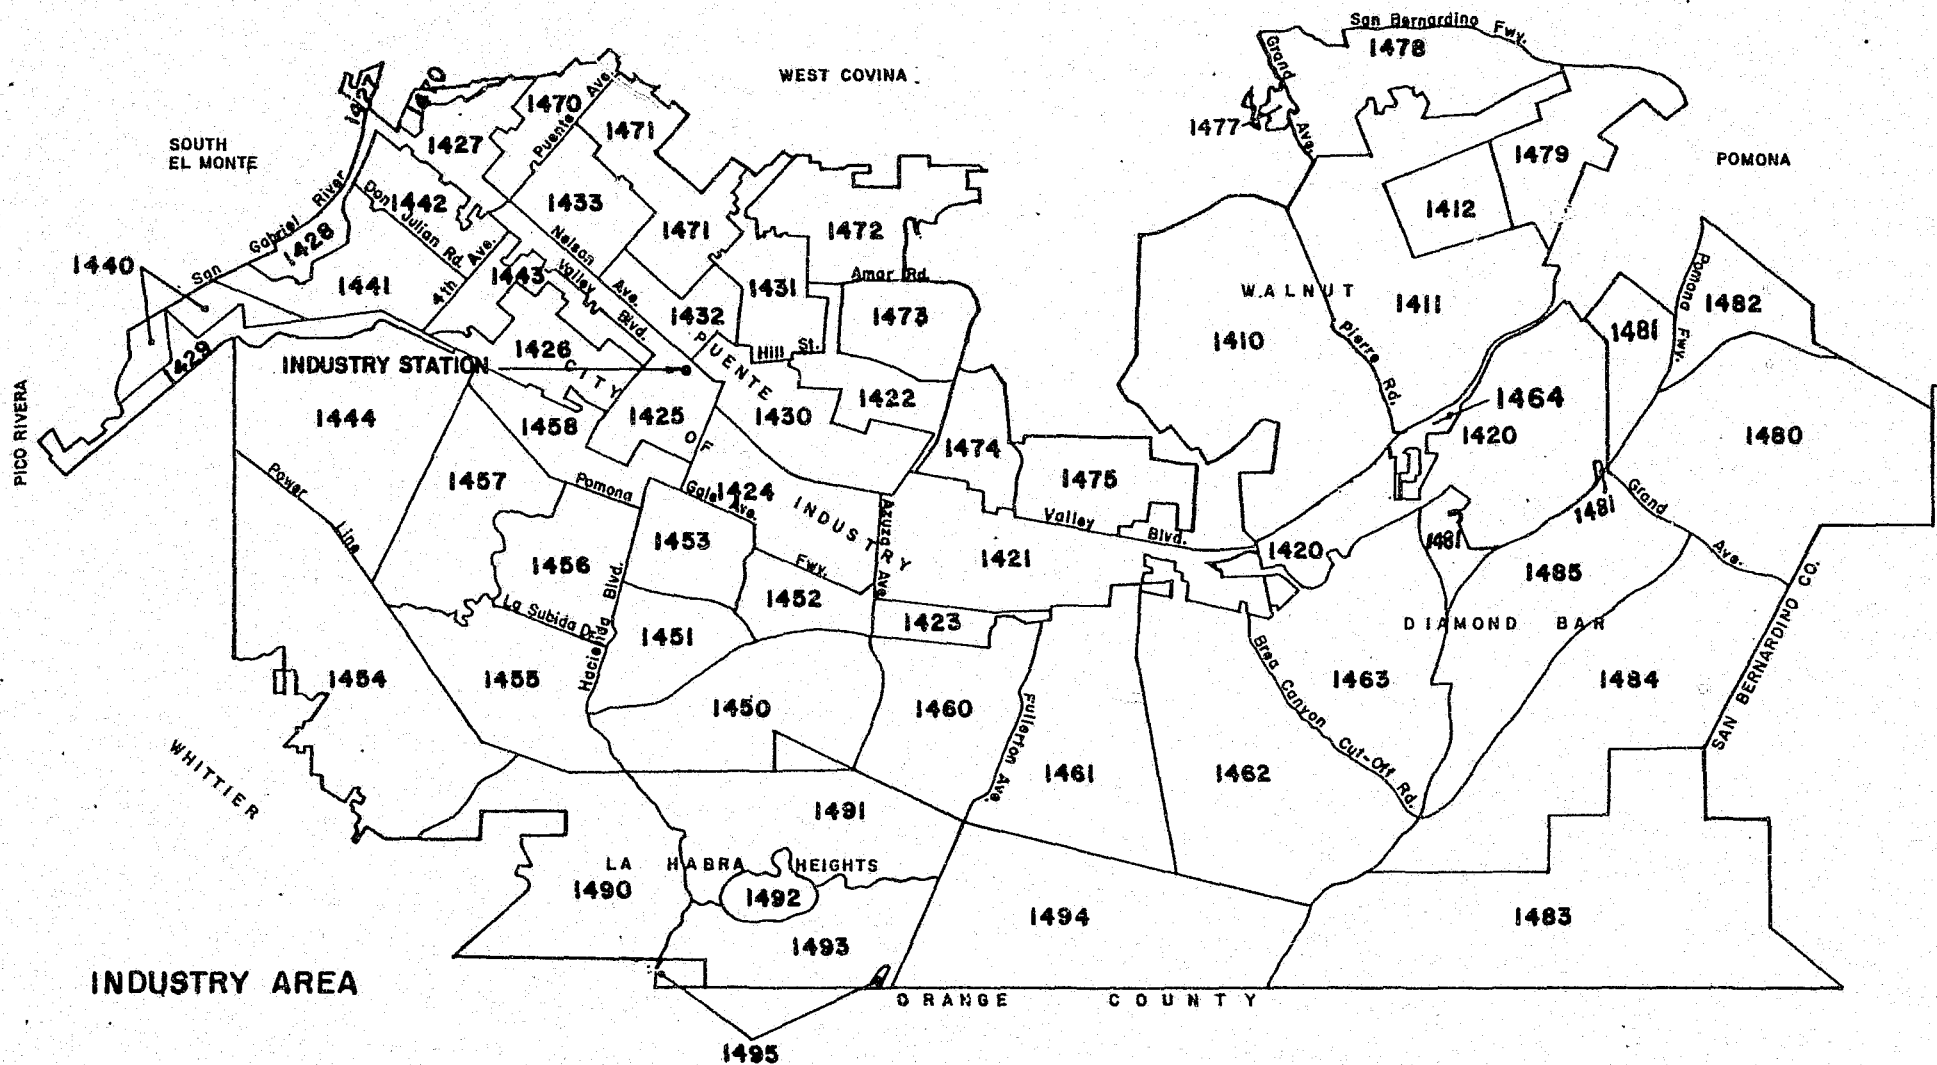 San Bernardino Fwy.
1478
Grand Ave.
WEST COVINA
1427
1470
1470
Puente Ave.
1471
1477
1479
POMONA
SOUTH
EL MONTE
1427
1442
1433
1412
San Gabriel River
1428
Don Julian Rd.
4th Ave.
1471
1472
Nelson Ave.
Valley Blvd.
1440
1441
1443
1431
Amar Rd.
1473
WALNUT
1411
1410
Pierre Rd.
Pomona Fwy.
1482
1481
1432
1429
1426
INDUSTRY STATION
CITY OF INDUSTRY
PUENTE
Hill St.
1444
1458
1425
1430
1422
1464
1420
1480
PICO RIVERA
1474
1475
1457
Power Line
Pomona Fwy.
Gale Ave.
1424
Azuza Ave.
Valley Blvd.
1481
Grand Ave.
1453
1456
Hacienda Blvd.
1421
1420
1481
1485
1452
La Subida Dr.
1451
1423
DIAMOND BAR
SAN BERNARDINO CO.
Brea Canyon Cut-Off Rd.
1454
1455
1450
1460
Fullerton Ave.
1463
1484
1461
1462
WHITTIER
1491
LA HABRA HEIGHTS
1490
1492
1494
1483
1493
INDUSTRY AREA
ORANGE COUNTY
1495